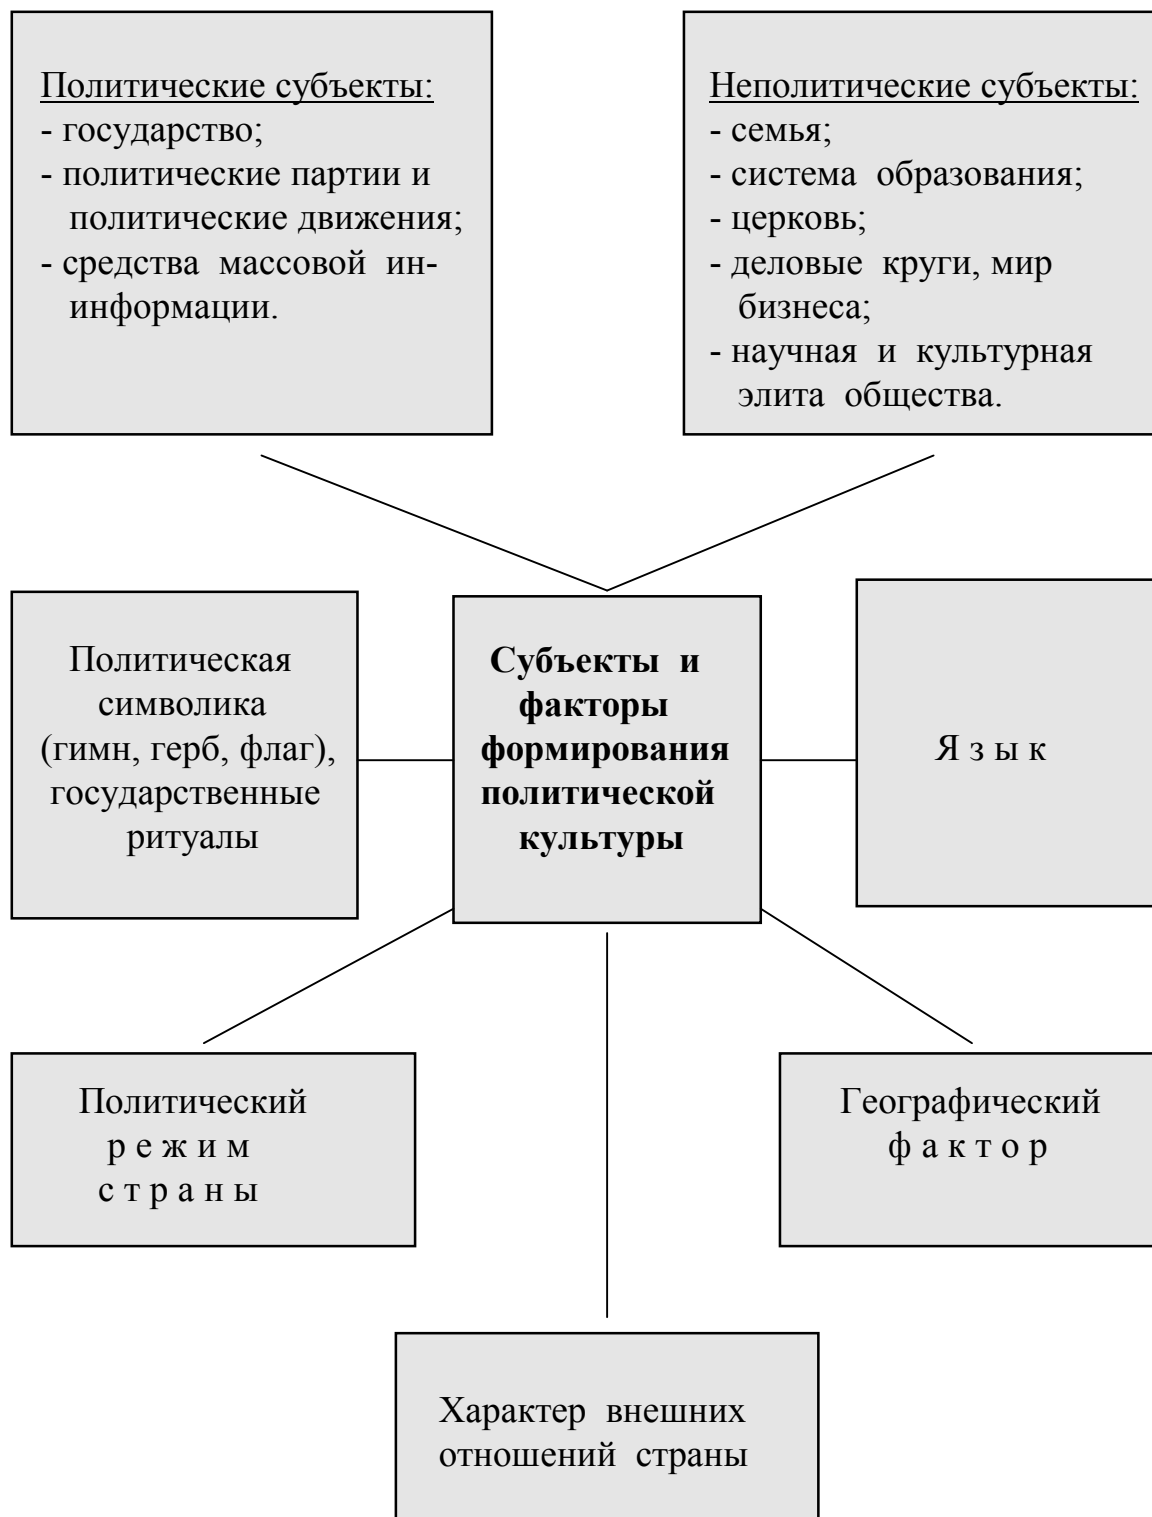 Политические субъекты:
- государство;
- политические партии и
политические движения;
- средства массовой ин-
информации.
Неполитические субъекты:
- семья;
- система образования;
- церковь;
- деловые круги, мир
бизнеса;
- научная и культурная
элита общества.
Политическая
символика
(гимн, герб, флаг),
государственные
ритуалы
Субъекты и
факторы
формирования
политической
культуры
Я з ы к
Политический
р е ж и м
с т р а н ы
Географический
ф а к т о р
Характер внешних
отношений страны